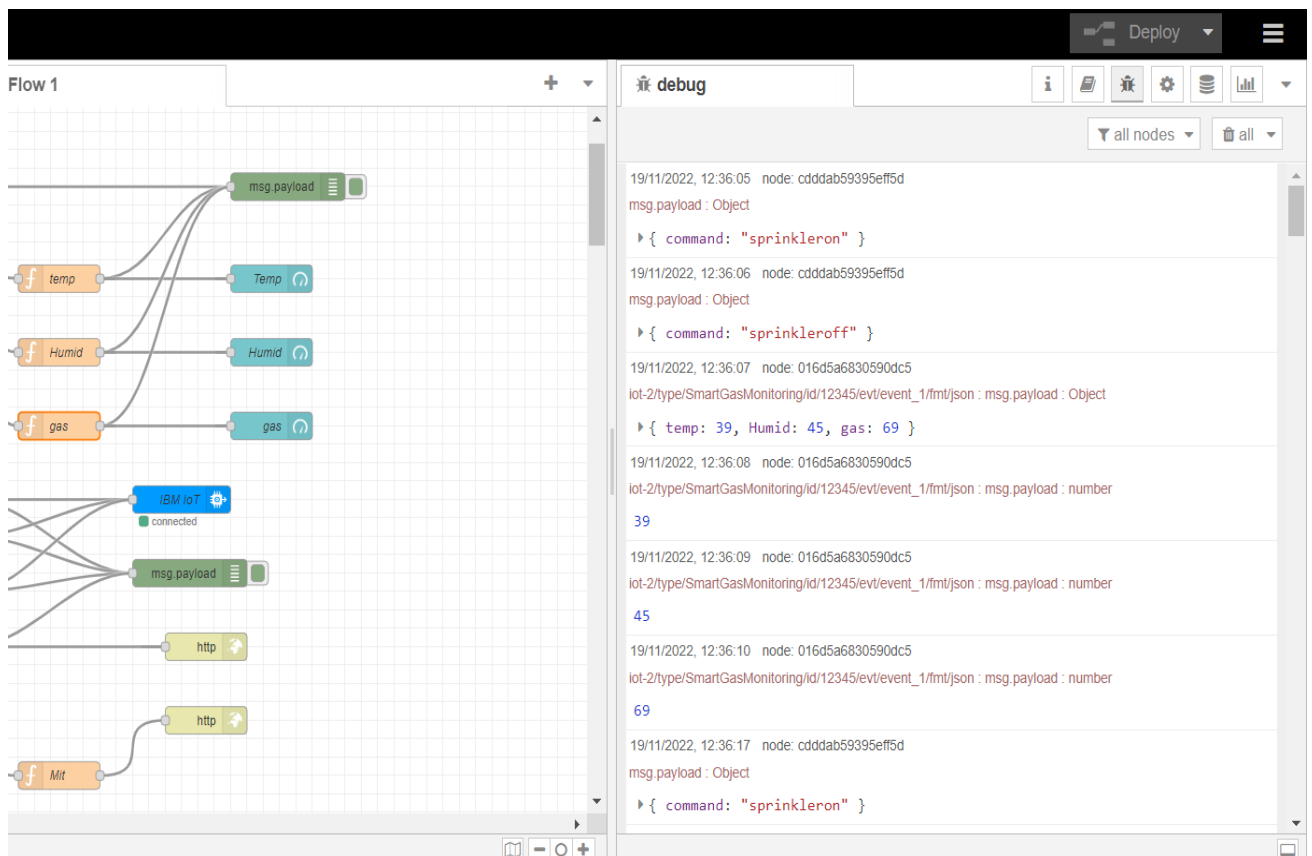 Deploy
Flow 1
debug
all nodes
all
msg.payload
temp
Temp
Humid
Humid
gas
gas
IBM IoT
connected
msg.payload
http
http
Mit
19/11/2022, 12:36:05 node: cdddab59395eff5d
msg.payload : Object
{ command: "sprinkleron" }
19/11/2022, 12:36:06 node: cdddab59395eff5d
msg.payload : Object
{ command: "sprinkleroff" }
19/11/2022, 12:36:07 node: 016d5a6830590dc5
iot-2/type/SmartGasMonitoring/id/12345/evt/event_1/fmt/json : msg.payload : Object
{ temp: 39, Humid: 45, gas: 69 }
19/11/2022, 12:36:08 node: 016d5a6830590dc5
iot-2/type/SmartGasMonitoring/id/12345/evt/event_1/fmt/json : msg.payload : number
39
19/11/2022, 12:36:09 node: 016d5a6830590dc5
iot-2/type/SmartGasMonitoring/id/12345/evt/event_1/fmt/json : msg.payload : number
45
19/11/2022, 12:36:10 node: 016d5a6830590dc5
iot-2/type/SmartGasMonitoring/id/12345/evt/event_1/fmt/json : msg.payload : number
69
19/11/2022, 12:36:17 node: cdddab59395eff5d
msg.payload : Object
{ command: "sprinkleron" }